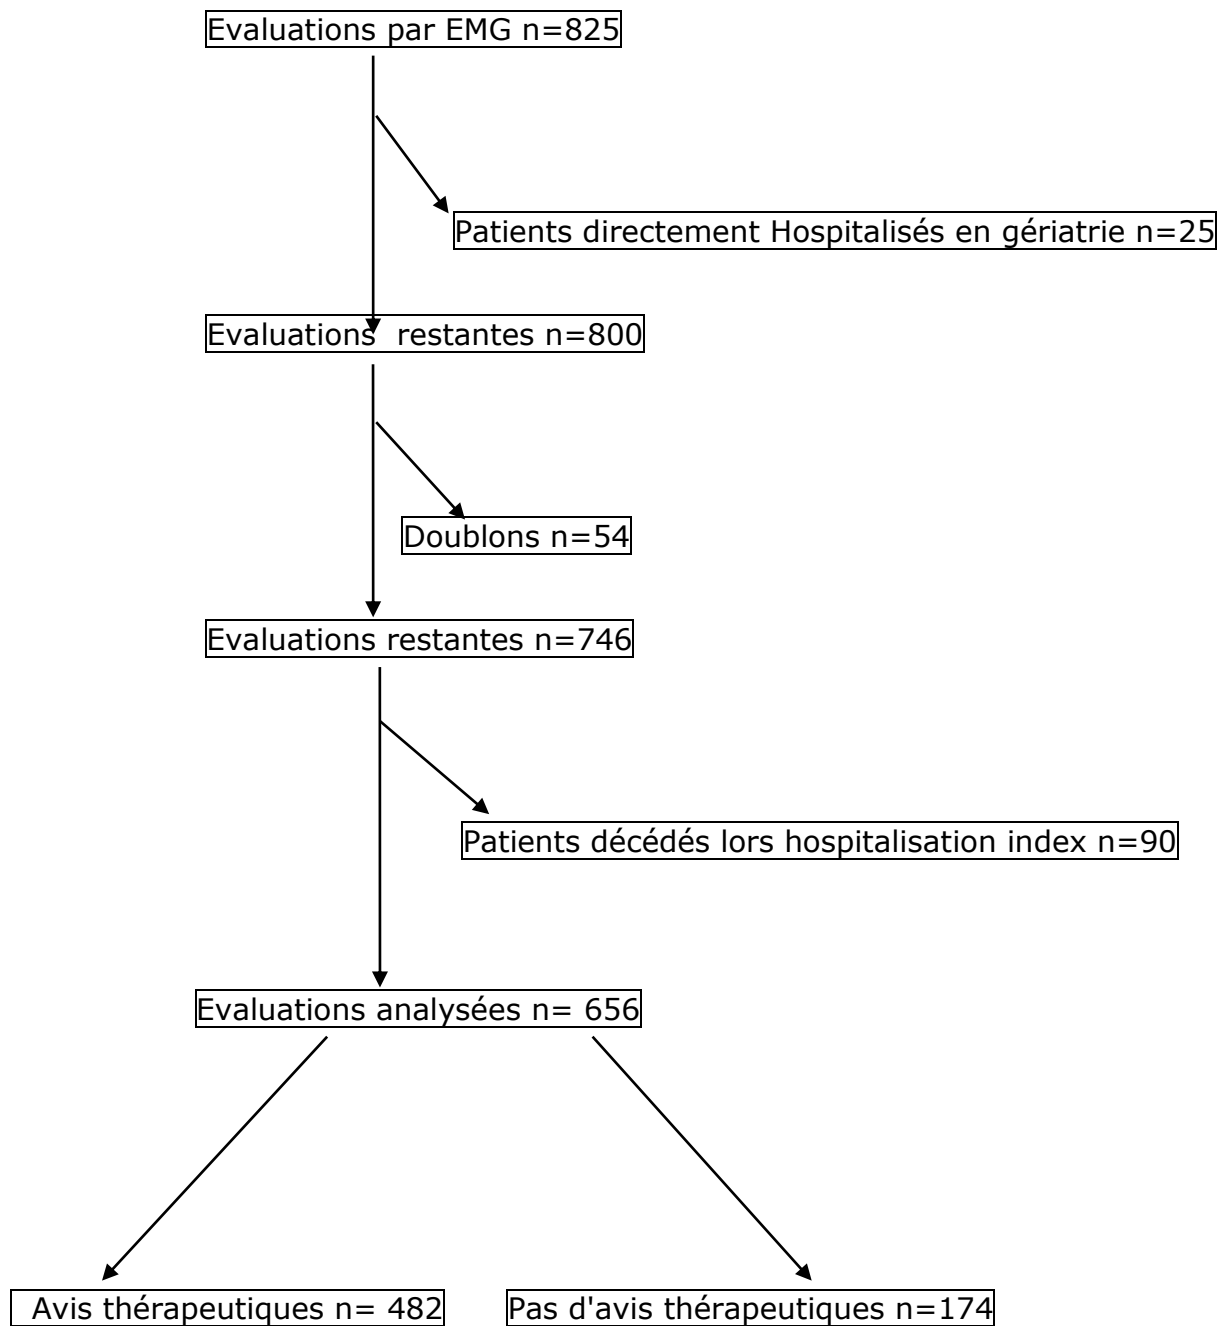 Evaluations par EMG n=825
Patients directement Hospitalisés en gériatrie n=25
Evaluations restantes n=800
Doublons n=54
Evaluations restantes n=746
Patients décédés lors hospitalisation index n=90
Evaluations analysées n= 656
Avis thérapeutiques n= 482
Pas d'avis thérapeutiques n=174